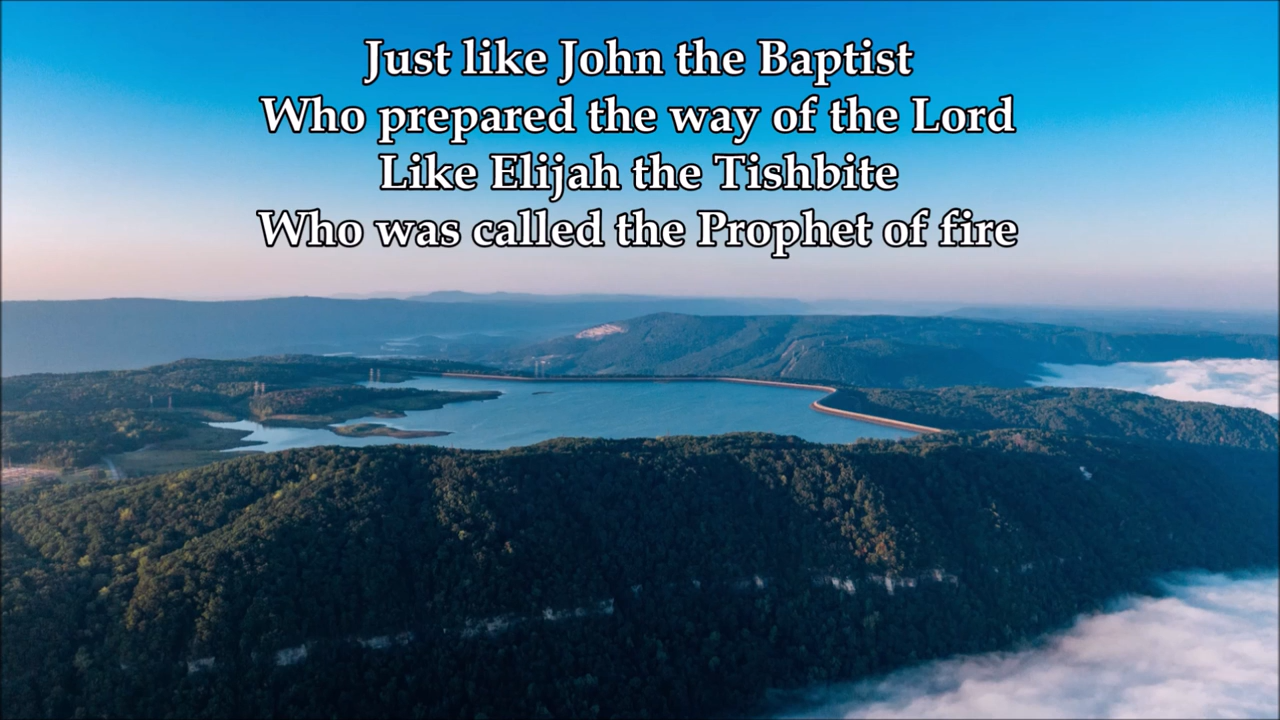 Just like John the Baptist
Who prepared the way of the Lord
Like Elijah the Tishbite
Who was called the Prophet of fire